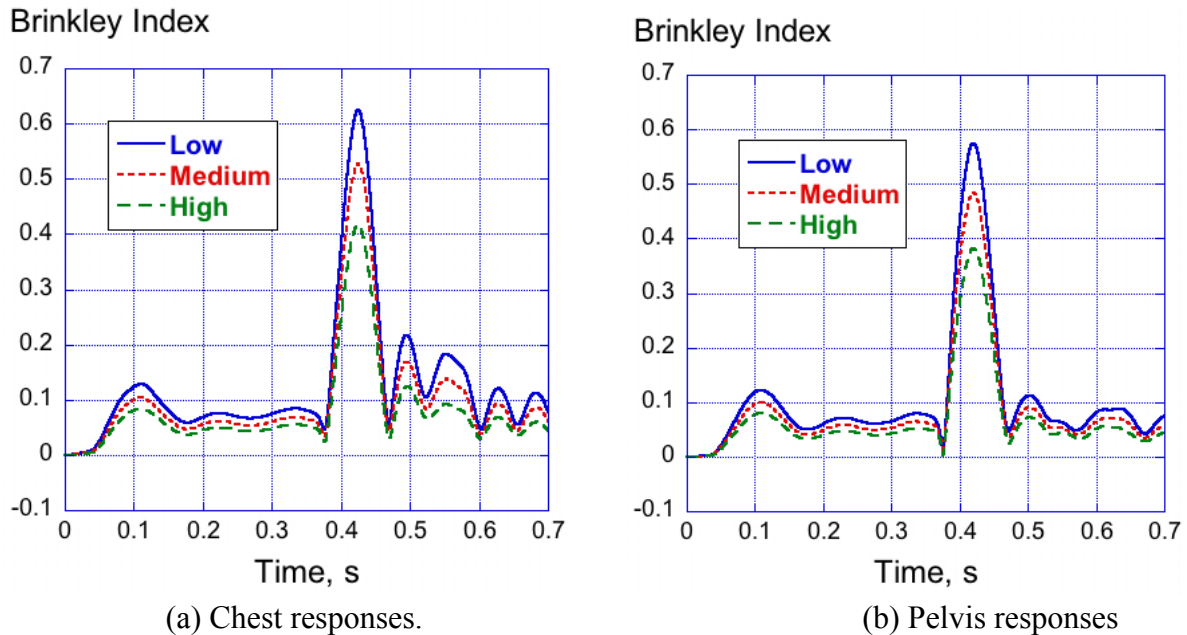 Brinkley Index
0.7
0.6
0.5
0.4
0.3
0.2
0.1
0
-0.1
Low
Medium
High
0 0.1 0.2 0.3 0.4 0.5 0.6 0.7
Time, s
(a) Chest responses.
Brinkley Index
0.7
0.6
0.5
0.4
0.3
0.2
0.1
0
-0.1
Low
Medium
High
0 0.1 0.2 0.3 0.4 0.5 0.6 0.7
Time, s
(b) Pelvis responses